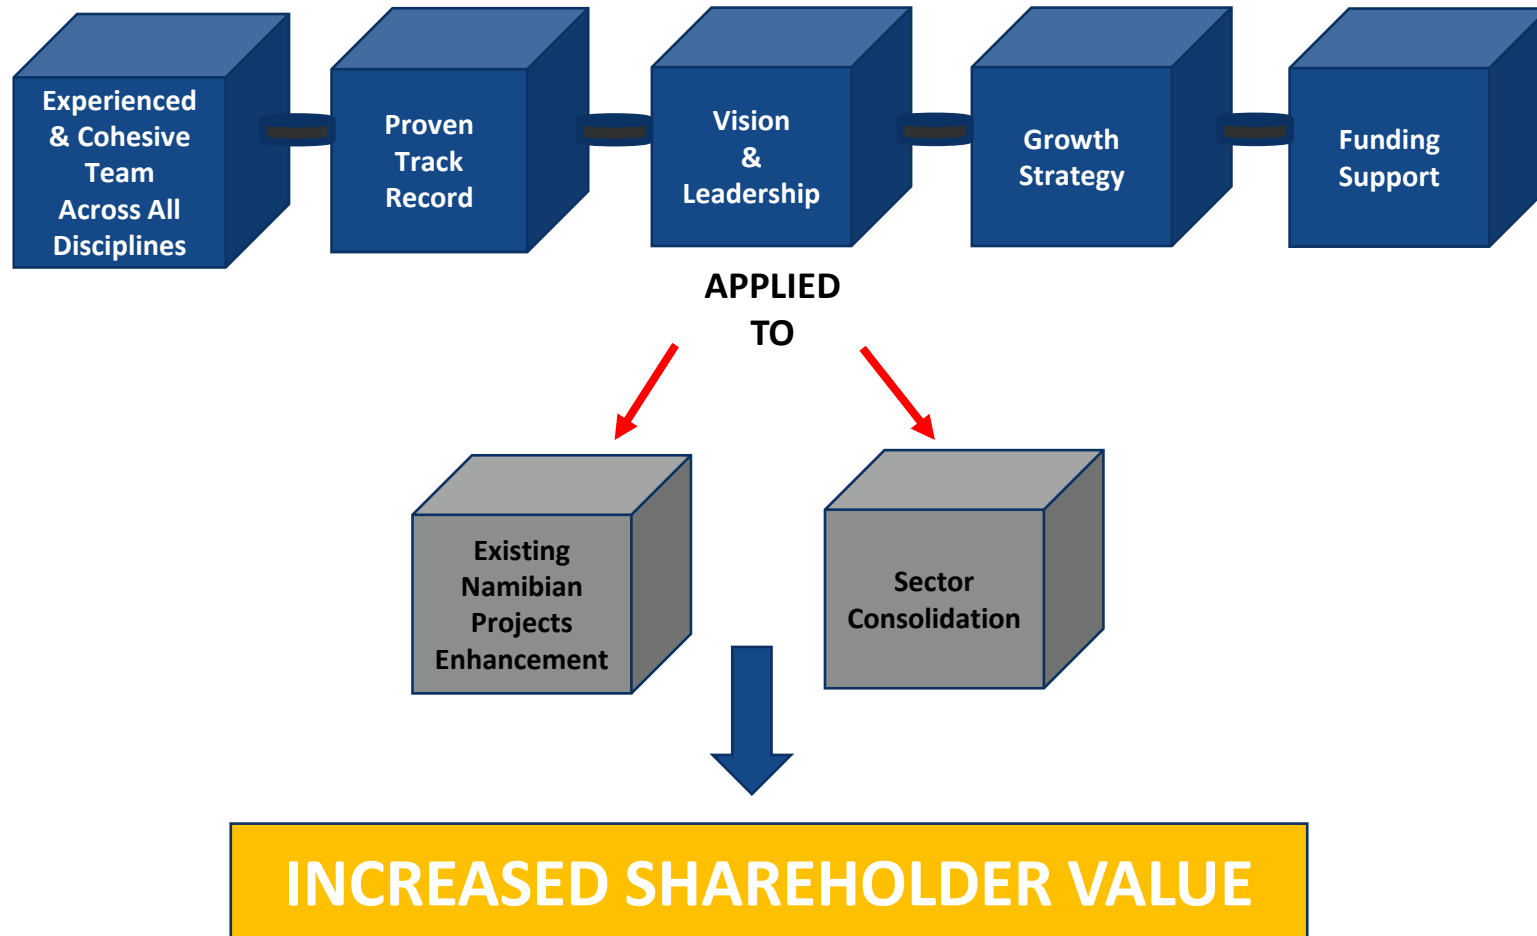 Experienced
& Cohesive
Team
Across All
Disciplines
Proven
Track
Record
Vision
&
Leadership
Growth
Strategy
Funding
Support
APPLIED
TO
Existing
Namibian
Projects
Enhancement
Sector
Consolidation
INCREASED SHAREHOLDER VALUE